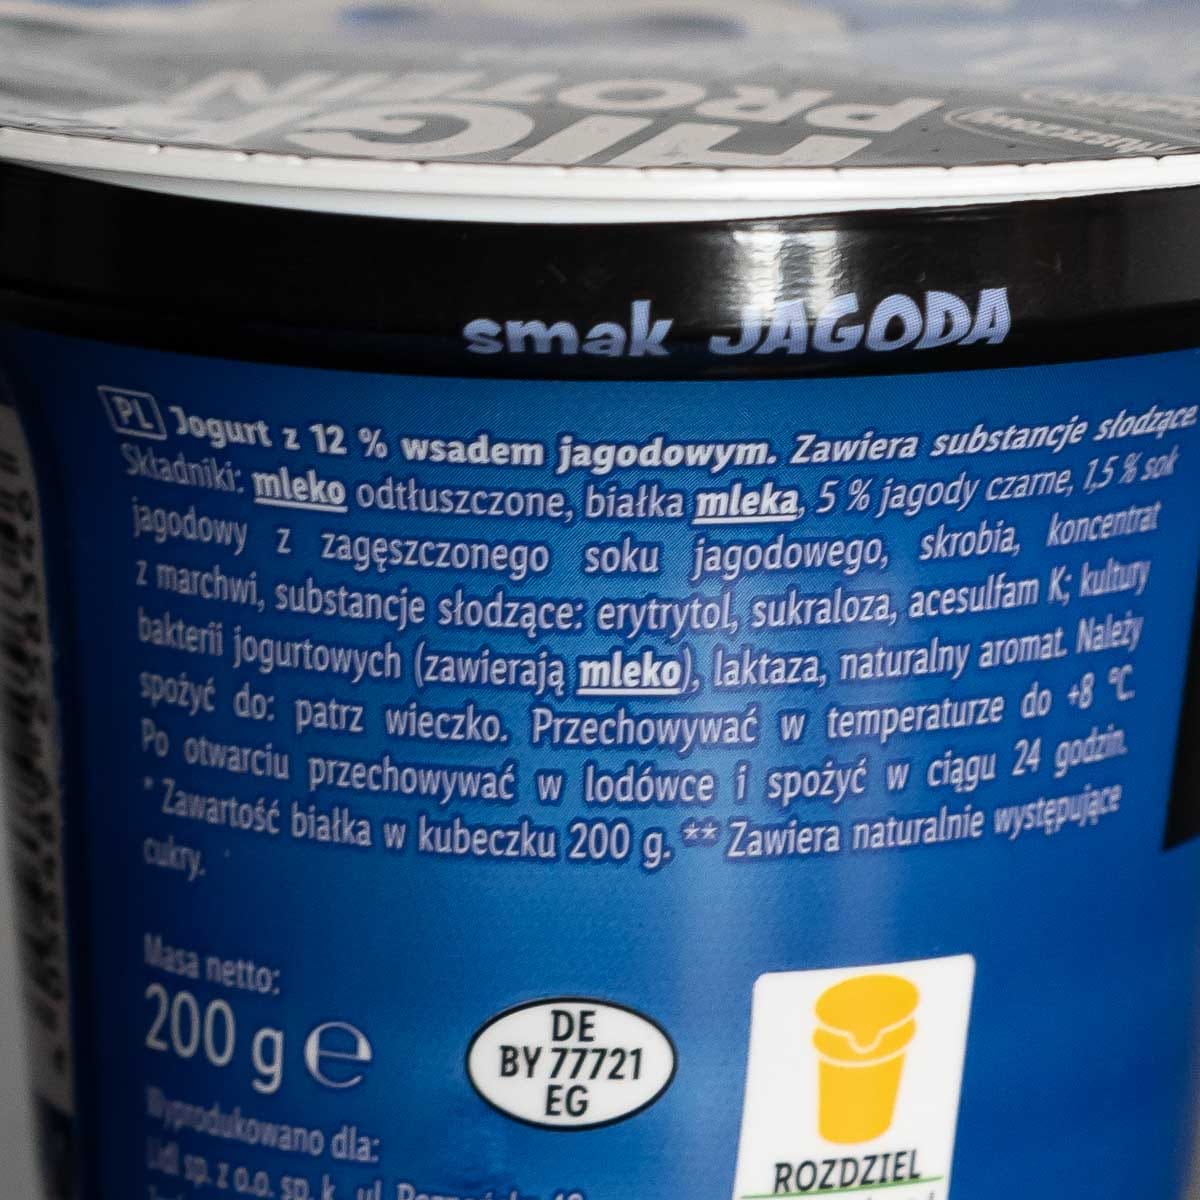 HIGH
PROTEIN
smak JAGODA
PL Jogurt z 12 % wsadem jagodowym. Zawiera substancje słodzące.
Składniki: mleko odtłuszczone, białka mleka, 5 % jagody czarne, 1,5 % sok
jagodowy z zagęszczonego soku jagodowego, skrobia, koncentrat
z marchwi, substancje słodzące: erytrytol, sukraloza, acesulfam K; kultury
bakterii jogurtowych (zawierają mleko), laktaza, naturalny aromat. Należy
spożyć do: patrz wieczko. Przechowywać w temperaturze do +8 °C.
Po otwarciu przechowywać w lodówce i spożyć w ciągu 24 godzin.
* Zawartość białka w kubeczku 200 g. ** Zawiera naturalnie występujące
cukry.
Masa netto:
200 g ℮
DE
BY 77721
EG
Wyprodukowano dla:
Lidl sp. z o.o. sp. k., ul.
ROZDZIEL